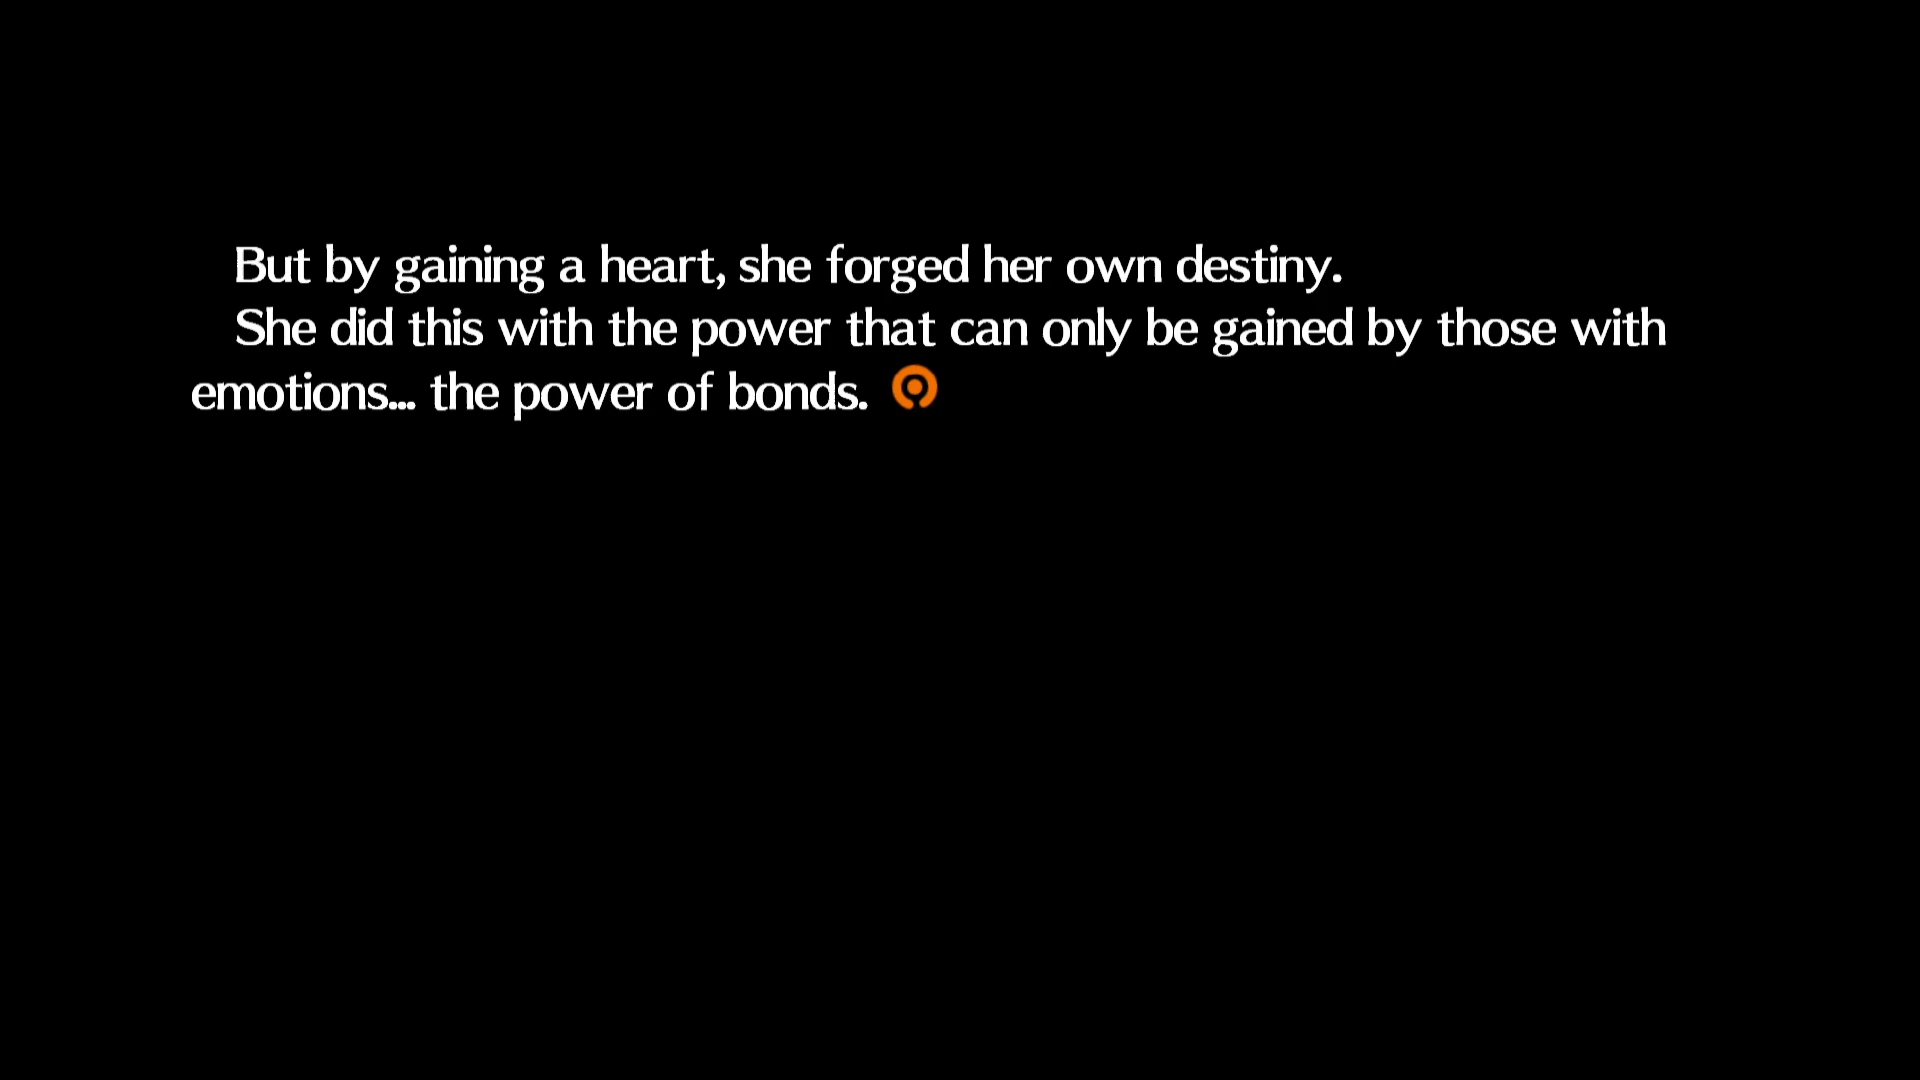 But by gaining a heart, she forged her own destiny.
She did this with the power that can only be gained by those with
emotions... the power of bonds.